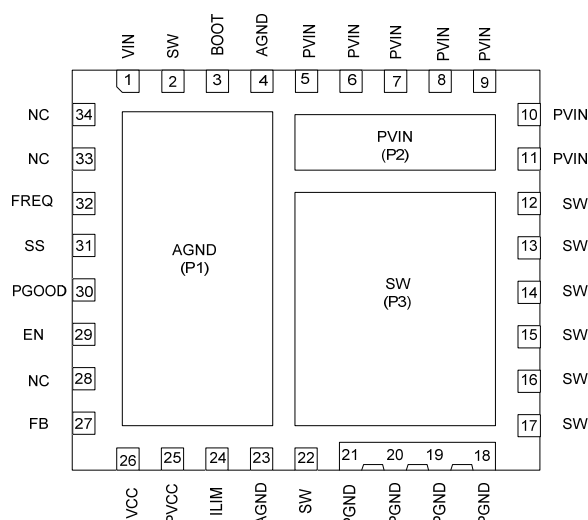 VIN
SW
BOOT
AGND
PVIN
PVIN
PVIN
PVIN
PVIN
1
2
3
4
5
6
7
8
9
NC 34
NC 33
FREQ 32
SS 31
PGOOD 30
EN 29
NC 28
FB 27
AGND
(P1)
PVIN
(P2)
SW
(P3)
10 PVIN
11 PVIN
12 SW
13 SW
14 SW
15 SW
16 SW
17 SW
26
25
24
23
22
21
20
19
18
VCC
PVCC
ILIM
AGND
SW
PGND
PGND
PGND
PGND